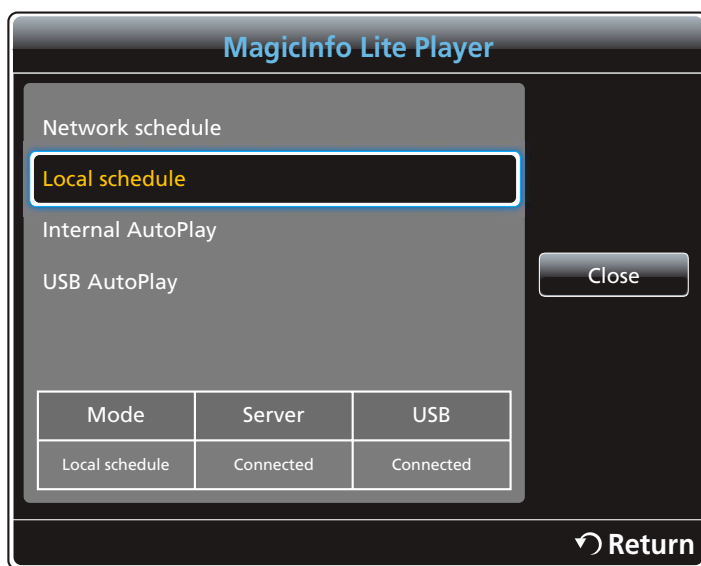 MagicInfo Lite Player
Network schedule
Local schedule
Internal AutoPlay
USB AutoPlay
Close
Mode Server USB
Local schedule Connected Connected
Return